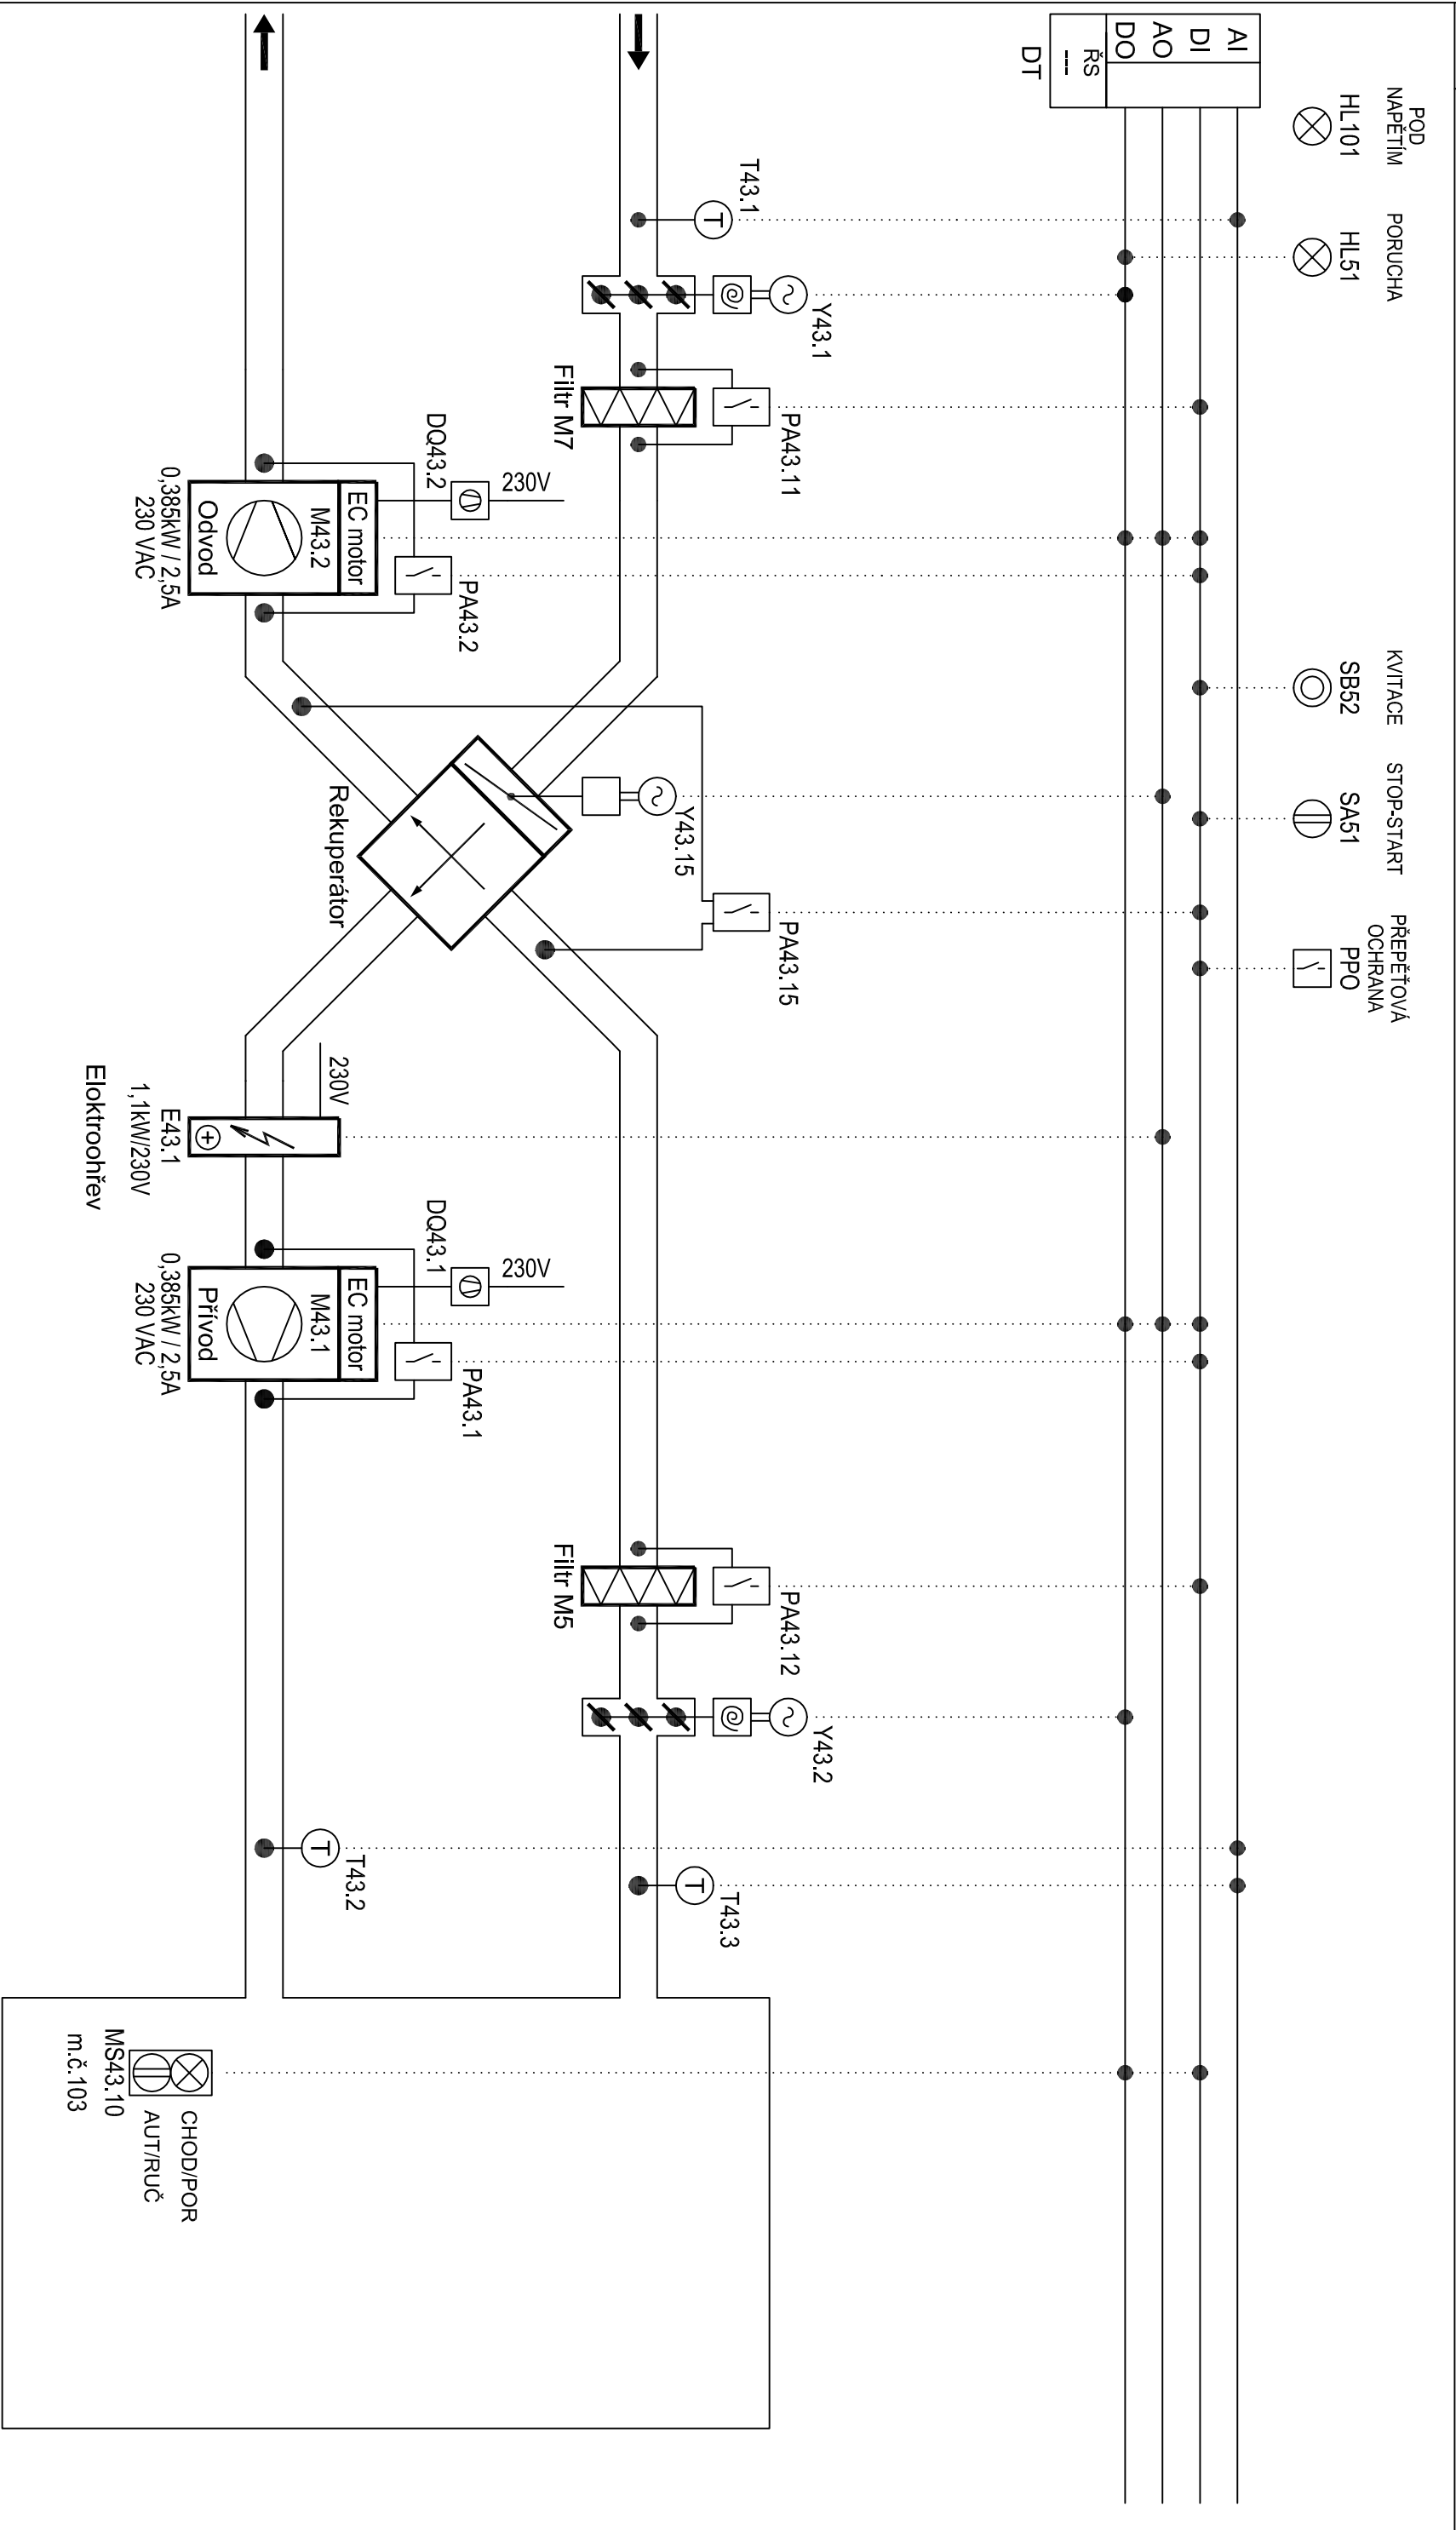 POD
NAPĚTÍM
HL101
PORUCHA
HL51
KVITACE
SB52
STOP-START
SA51
PŘEPĚŤOVÁ
OCHRANA
PPO
AI
DI
AO
DO
ŘS
---
DT
T43.1
T
Y43.1
PA43.11
Filtr M7
230V
DQ43.2
PA43.2
EC motor
M43.2
Odvod
0,385kW / 2,5A
230 VAC
Y43.15
PA43.15
Rekuperátor
230V
E43.1
1,1kW/230V
Eloktroohřev
230V
DQ43.1
PA43.1
EC motor
M43.1
Přívod
0,385kW / 2,5A
230 VAC
PA43.12
Filtr M5
Y43.2
T
T43.2
T
T43.3
CHOD/POR
AUT/RUČ
MS43.10
m.č.103